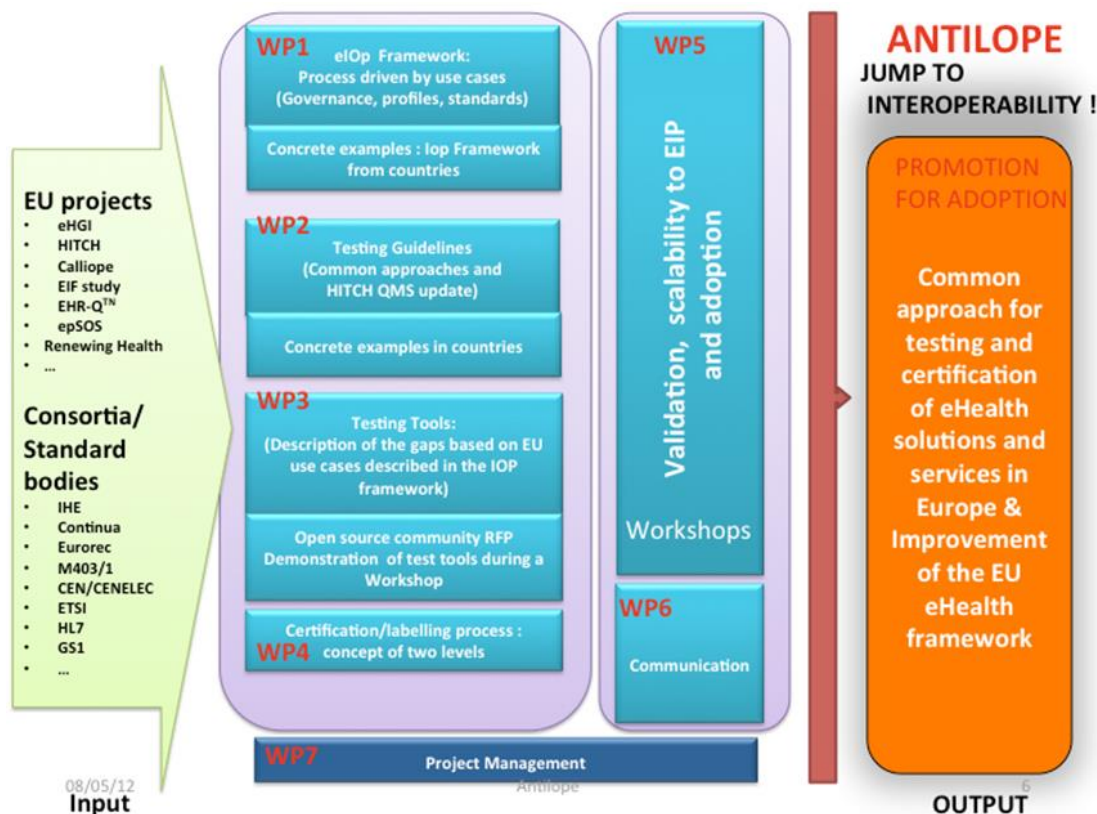 EU projects
• eHGI
• HITCH
• Calliope
• EIF study
• EHR-Qᵀᴺ
• epSOS
Renewing Health
• ...
Consortia/
Standard
bodies
• IHE
• Continua
• Eurorec
• M403/1
• CEN/CENELEC
• ETSI
• HL7
• GS1
• ...
08/05/12
Input
WP1
eIOp Framework:
Process driven by use cases
(Governance, profiles, standards)
Concrete examples : Iop Framework
from countries
WP2
Testing Guidelines
(Common approaches and
HITCH QMS update)
Concrete examples in countries
WP3
Testing Tools:
(Description of the gaps based on EU
use cases described in the IOP
framework)
Open source community RFP
Demonstration of test tools during a
Workshop
Certification/labelling process :
WP4 concept of two levels
WP5
Validation, scalability to EIP
and adoption
Workshops
WP6
Communication
WP7
Project Management
Antilope
ANTILOPE
JUMP TO
INTEROPERABILITY !
PROMOTION
FOR ADOPTION
Common
approach for
testing and
certification
of eHealth
solutions and
services in
Europe &
Improvement
of the EU
eHealth
framework
6
OUTPUT